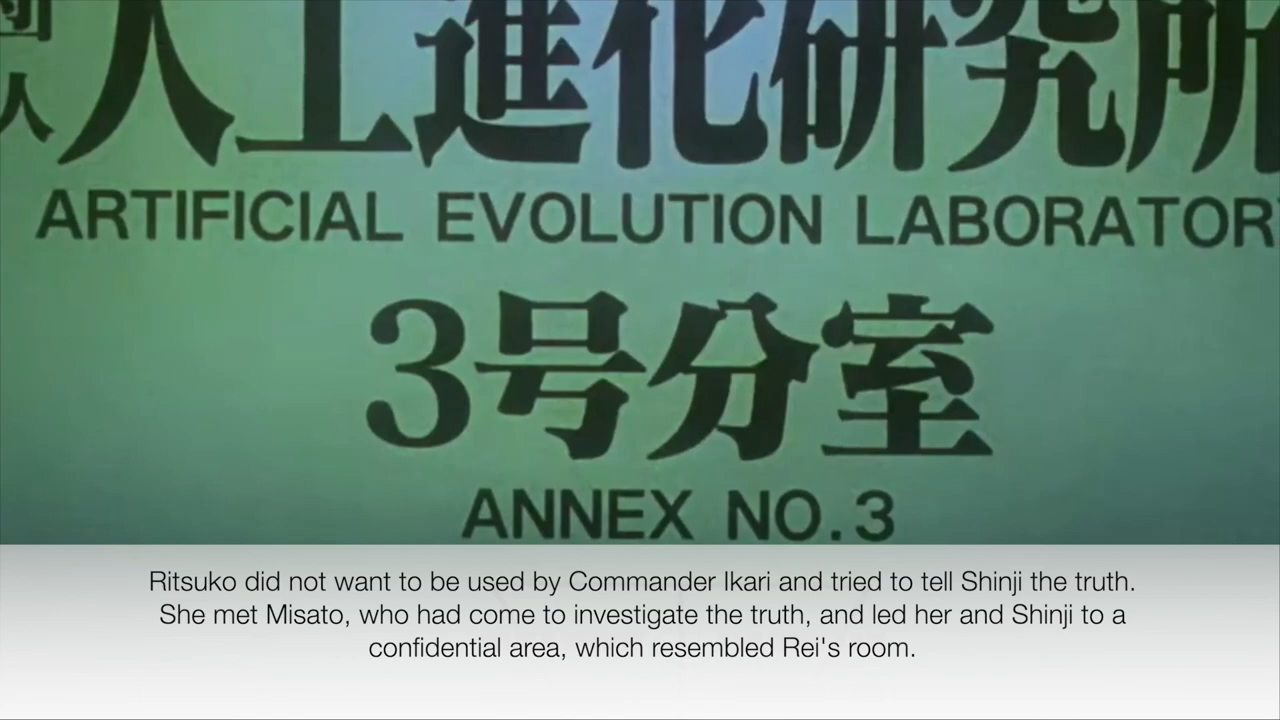 人工進化研究所
ARTIFICIAL EVOLUTION LABORATOR
3号分室
ANNEX NO.3
Ritsuko did not want to be used by Commander Ikari and tried to tell Shinji the truth.
She met Misato, who had come to investigate the truth, and led her and Shinji to a
confidential area, which resembled Rei's room.